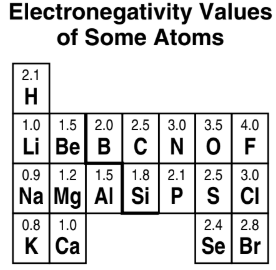 Electronegativity Values
of Some Atoms
2.1
H
1.0 1.5 2.0 2.5 3.0 3.5 4.0
Li Be B C N O F
0.9 1.2 1.5 1.8 2.1 2.5 3.0
Na Mg Al Si P S Cl
0.8 1.0 2.4 2.8
K Ca Se Br